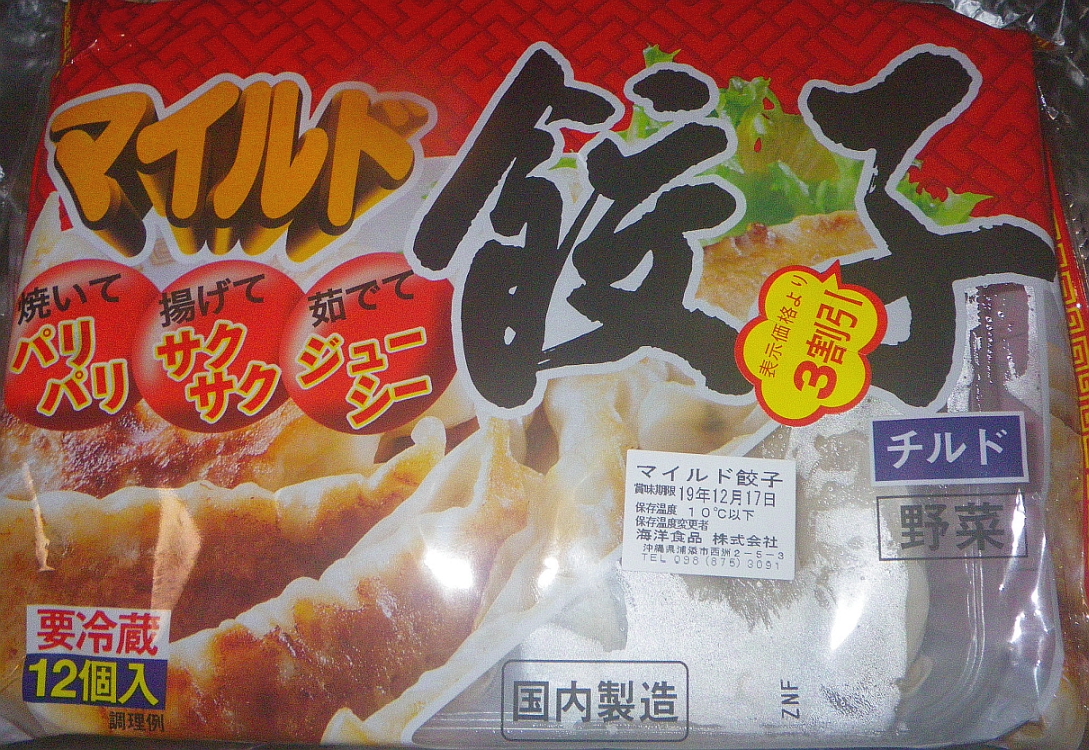 マイルド
餃子
焼いて
パリ
パリ
揚げて
サク
サク
茹でて
ジュー
シー
表示価格より
3割引
チルド
野菜
マイルド餃子
賞味期限 19年12月17日
保存温度 10℃以下
保存温度変更者
海洋食品 株式会社
沖縄県浦添市西洲2-5-3
TEL 098(875)3091
要冷蔵
12個入
調理例
国内製造
ZNF